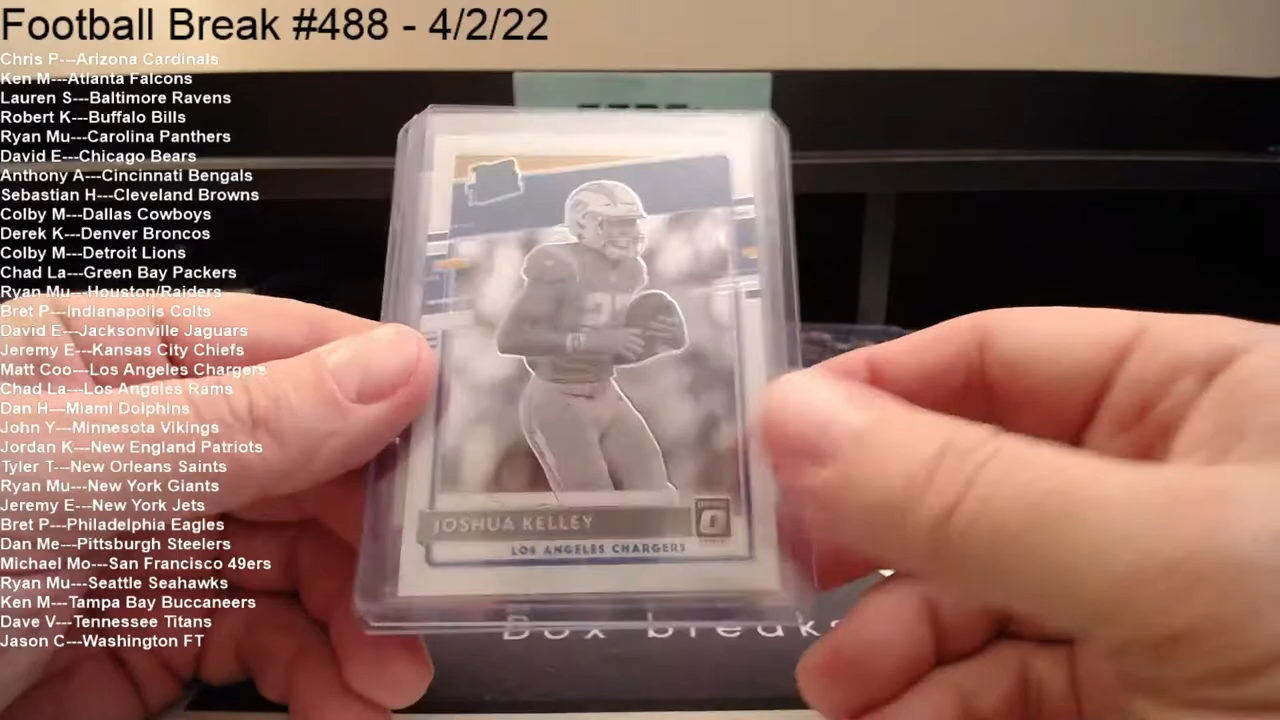 Football Break #488 - 4/2/22
Chris P---Arizona Cardinals
Ken M---Atlanta Falcons
Lauren S---Baltimore Ravens
Robert K---Buffalo Bills
Ryan Mu---Carolina Panthers
David E---Chicago Bears
Anthony A---Cincinnati Bengals
Sebastian H---Cleveland Browns
Colby M---Dallas Cowboys
Derek K---Denver Broncos
Colby M---Detroit Lions
Chad La---Green Bay Packers
Ryan Mu---Houston/Raiders
Bret P---Indianapolis Colts
David E---Jacksonville Jaguars
Jeremy E---Kansas City Chiefs
Matt Coo---Los Angeles Chargers
Chad La---Los Angeles Rams
Dan H---Miami Dolphins
John Y---Minnesota Vikings
Jordan K---New England Patriots
Tyler T---New Orleans Saints
Ryan Mu---New York Giants
Jeremy E---New York Jets
Bret P---Philadelphia Eagles
Dan Me---Pittsburgh Steelers
Michael Mo---San Francisco 49ers
Ryan Mu---Seattle Seahawks
Ken M---Tampa Bay Buccaneers
Dave V---Tennessee Titans
Jason C---Washington FT
JOSHUA KELLEY
LOS ANGELES CHARGERS
Box breaks